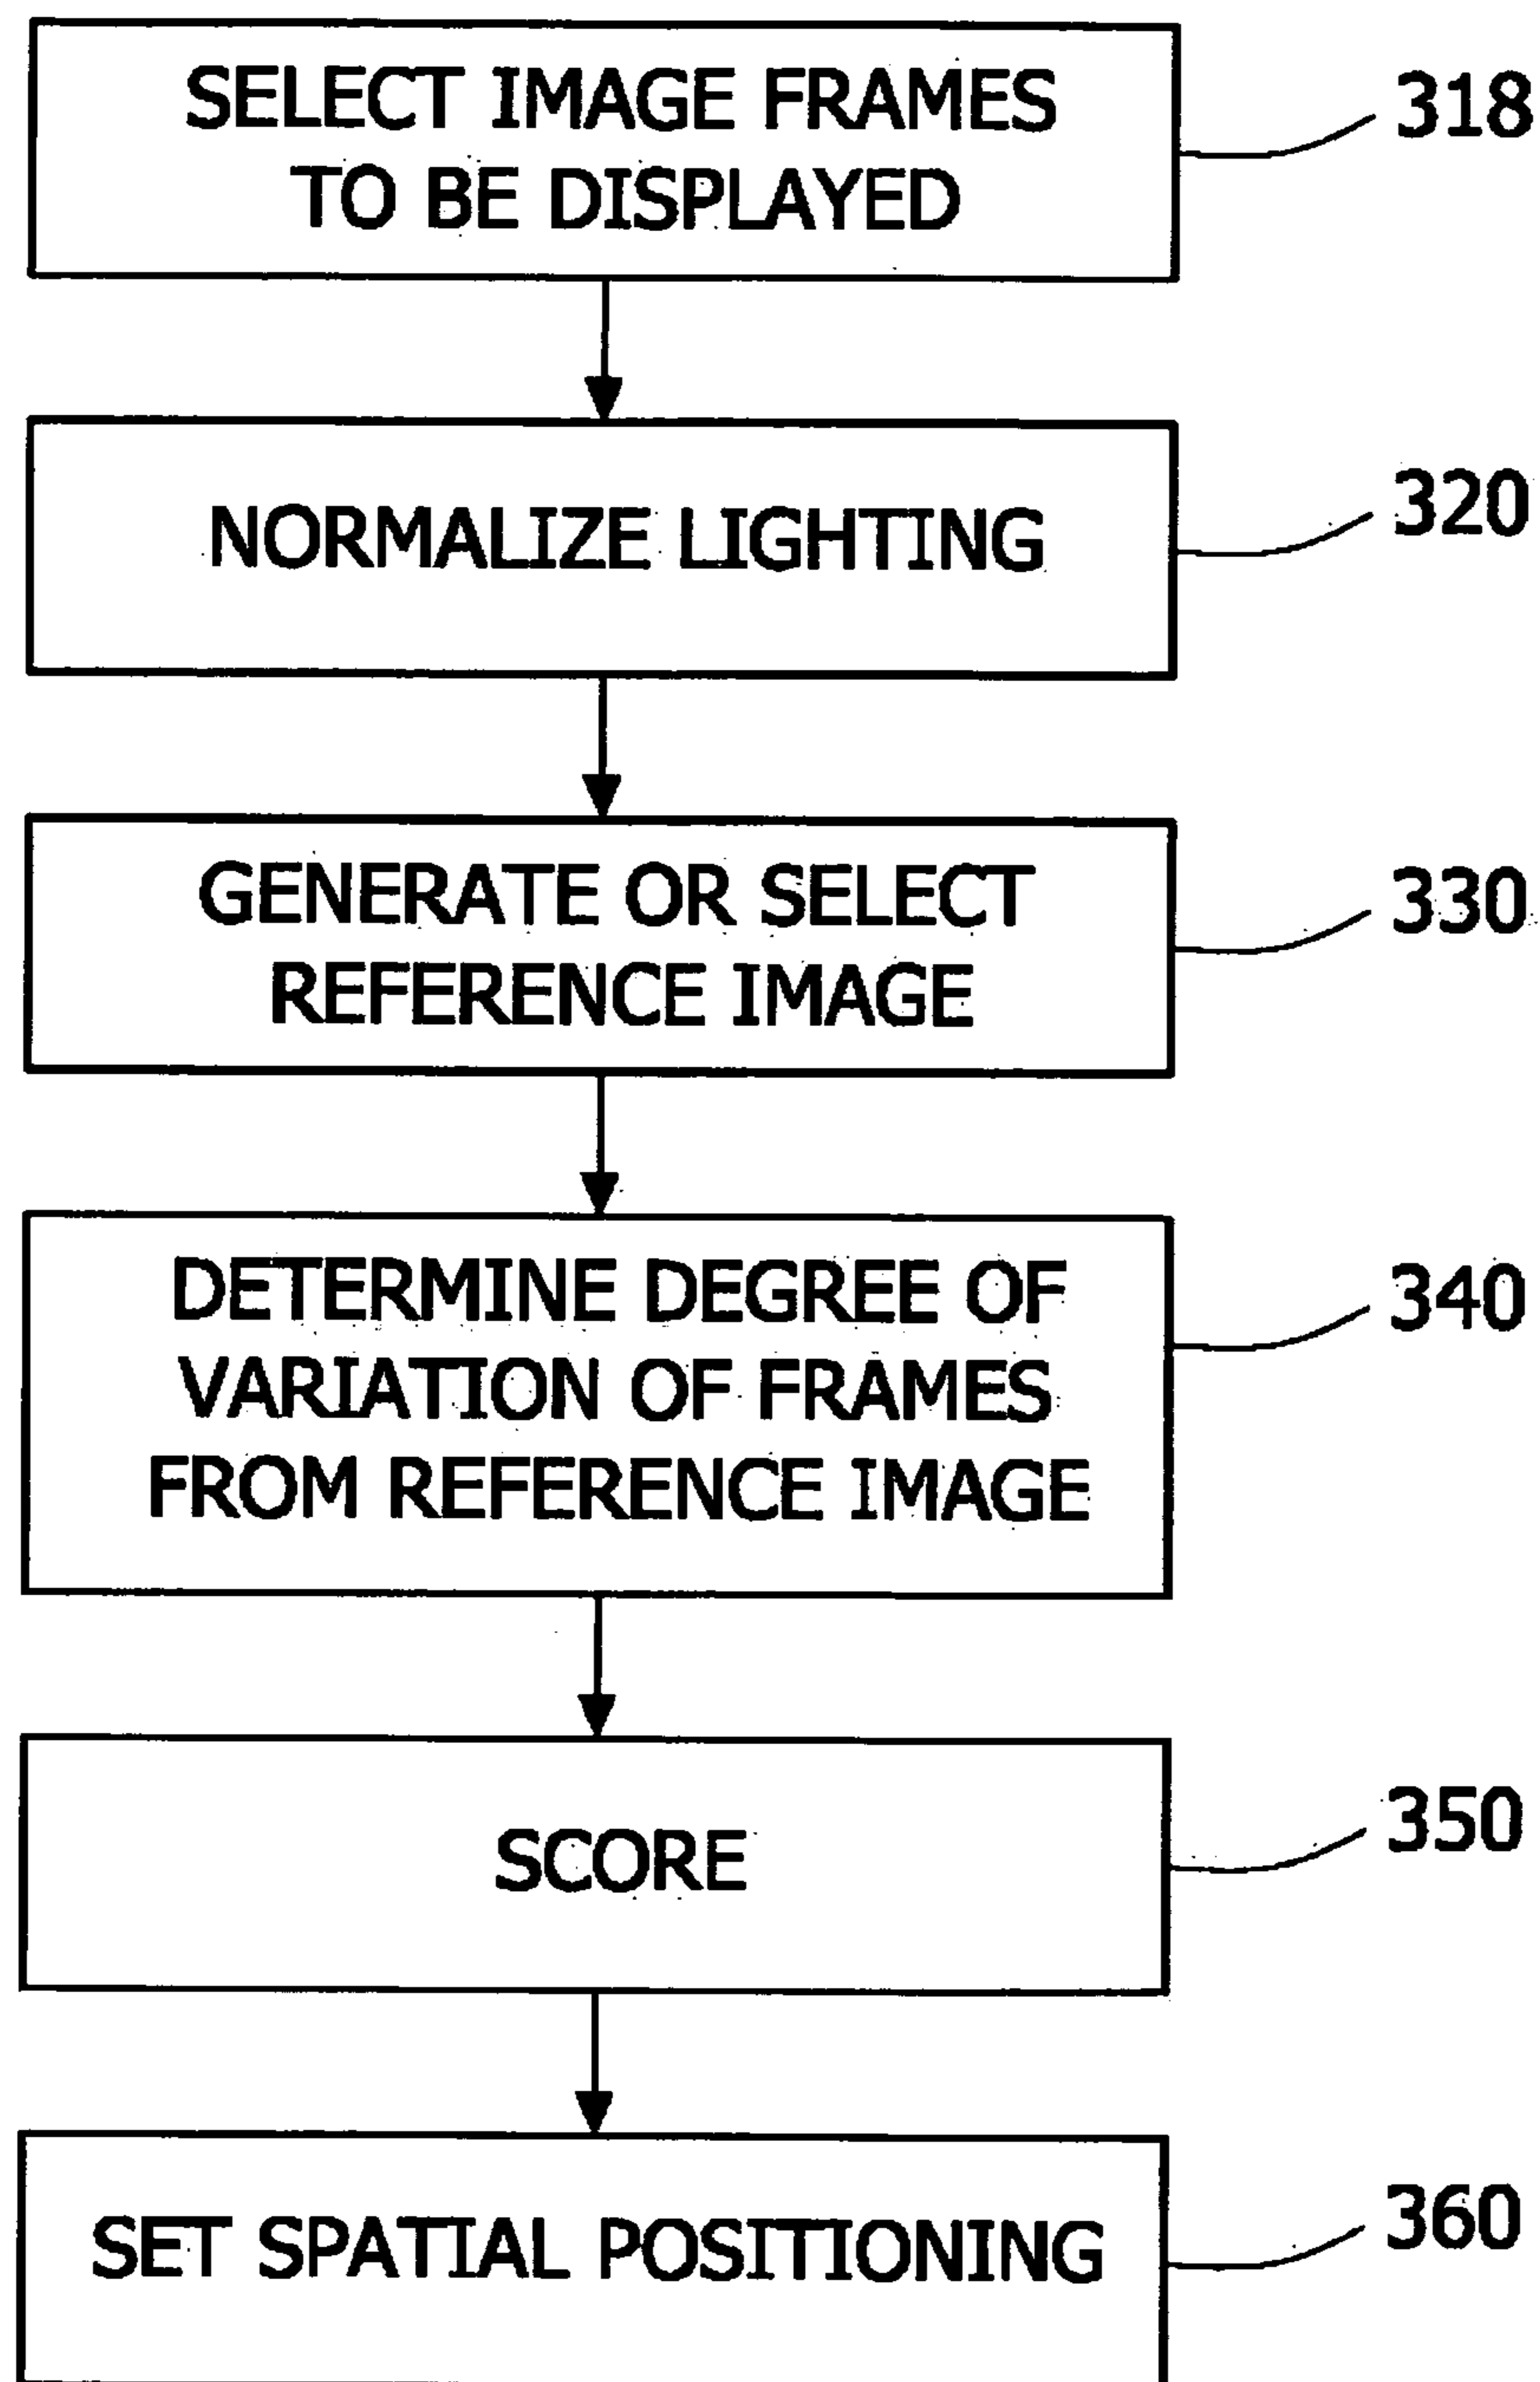 SELECT IMAGE FRAMES
TO BE DISPLAYED
318
NORMALIZE LIGHTING
320
GENERATE OR SELECT
REFERENCE IMAGE
330
DETERMINE DEGREE OF
VARIATION OF FRAMES
FROM REFERENCE IMAGE
340
SCORE
350
SET SPATIAL POSITIONING
360